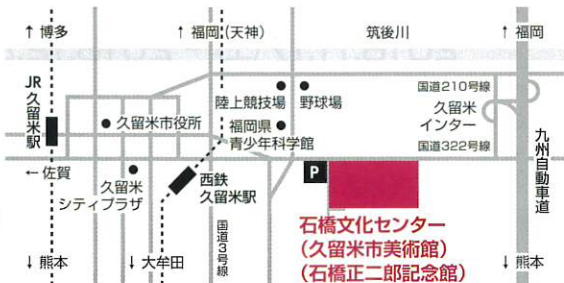 ↑ 博多
↑ 福岡(天神)
筑後川
↑ 福岡
JR
久留米駅
陸上競技場
野球場
国道210号線
久留米
インター
久留米市役所
福岡県
青少年科学館
国道322号線
九州自動車道
← 佐賀
久留米
シティプラザ
西鉄
久留米駅
P
国道3号線
石橋文化センター
(久留米市美術館)
(石橋正二郎記念館)
↓ 熊本
↓ 大牟田
↓ 熊本